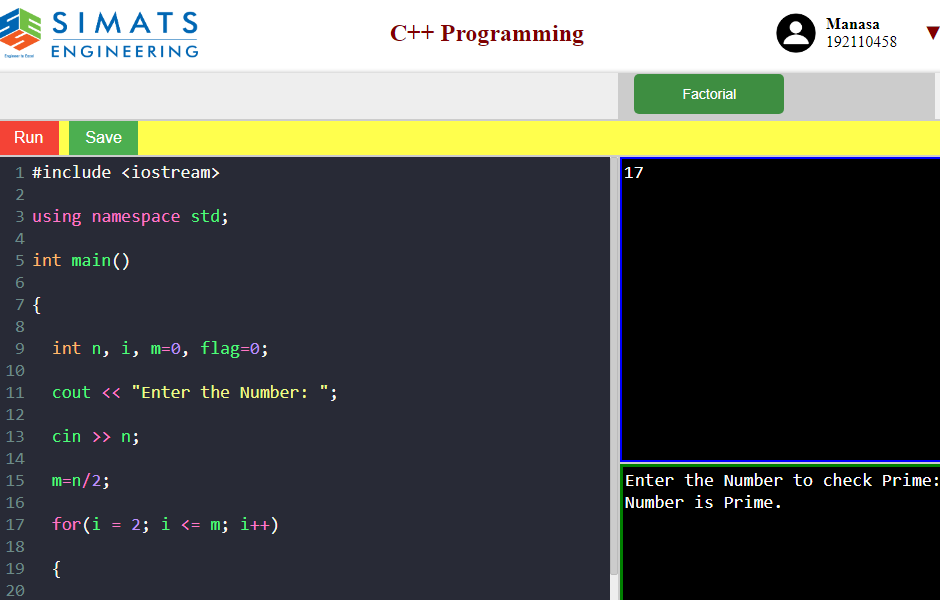 SIMATS
ENGINEERING
Engineer to Excel
C++ Programming
Manasa
192110458
Factorial
Run
Save
1 #include <iostream>
2
3 using namespace std;
4
5 int main()
6
7 {
8
9 int n, i, m=0, flag=0;
10
11 cout << "Enter the Number: ";
12
13 cin >> n;
14
15 m=n/2;
16
17 for(i = 2; i <= m; i++)
18
19 {
20
17
Enter the Number to check Prime:
Number is Prime.